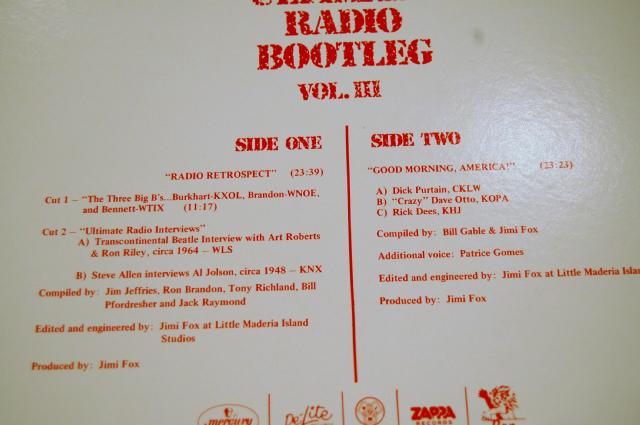 RADIO
BOOTLEG
VOL. III
SIDE ONE
"RADIO RETROSPECT" (23:39)
Cut 1 – "The Three Big B's...Burkhart-KXOL, Brandon-WNOE,
and Bennett-WTIX (11:17)
Cut 2 – "Ultimate Radio Interviews"
A) Transcontinental Beatle Interview with Art Roberts
& Ron Riley, circa 1964 – WLS
B) Steve Allen interviews Al Jolson, circa 1948 – KNX
Compiled by: Jim Jeffries, Ron Brandon, Tony Richland, Bill
Pfordresher and Jack Raymond
Edited and engineered by: Jimi Fox at Little Maderia Island
Studios
Produced by: Jimi Fox
SIDE TWO
"GOOD MORNING, AMERICA!" (23:23)
A) Dick Purtain, CKLW
B) "Crazy" Dave Otto, KOPA
C) Rick Dees, KHJ
Compiled by: Bill Gable & Jimi Fox
Additional voice: Patrice Gomes
Edited and engineered by: Jimi Fox at Little Maderia
Produced by: Jimi Fox
mercury
De-Lite
ZAPPA
RECORDS